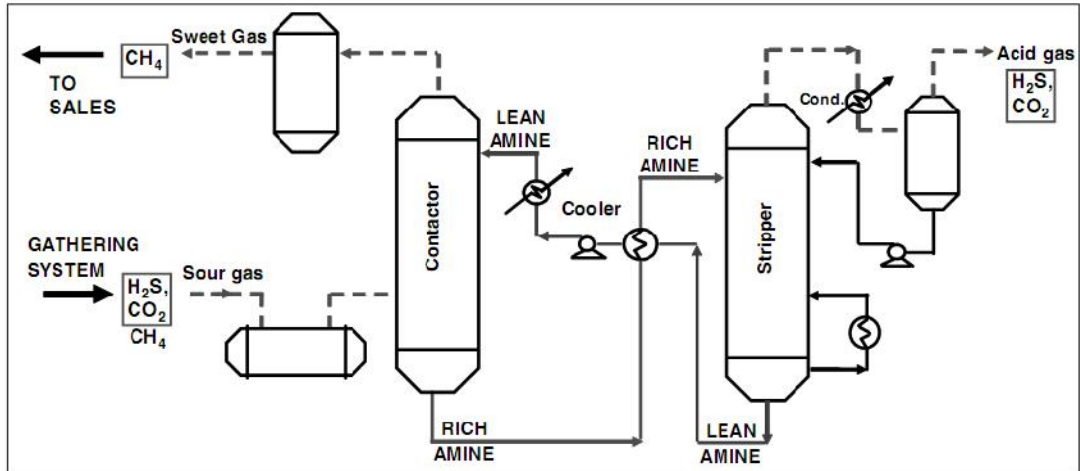 Sweet Gas
CH4
TO
SALES
Acid gas
H2S,
CO2
Cond.
LEAN
AMINE
RICH
AMINE
Contactor
Cooler
Stripper
GATHERING
SYSTEM
Sour gas
H2S,
CO2
CH4
RICH
AMINE
LEAN
AMINE